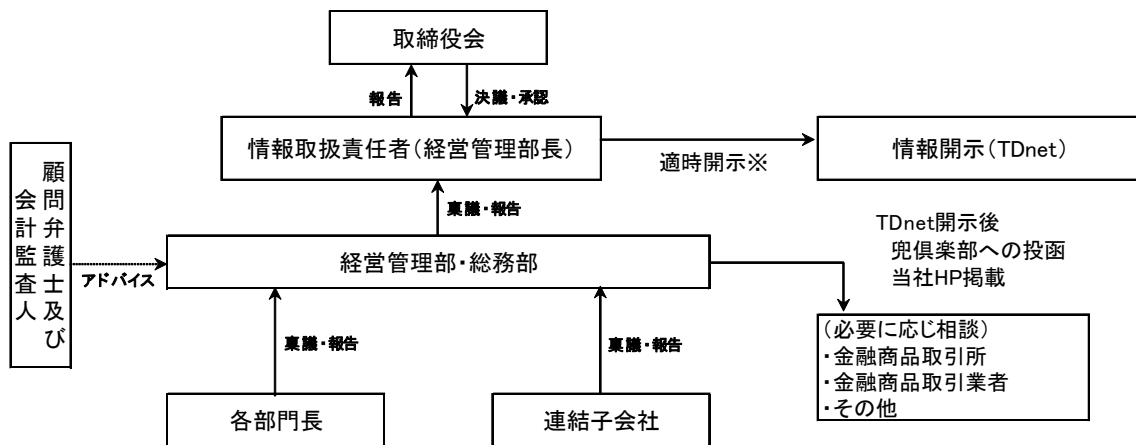 取締役会
報告
決議・承認
情報取扱責任者(経営管理部長)
適時開示※
情報開示(TDnet)
稟議・報告
顧問弁護士及び
会計監査人
アドバイス
経営管理部・総務部
TDnet開示後
兜倶楽部への投函
当社HP掲載
稟議・報告
稟議・報告
(必要に応じ相談)
・金融商品取引所
・金融商品取引業者
・その他
各部門長
連結子会社